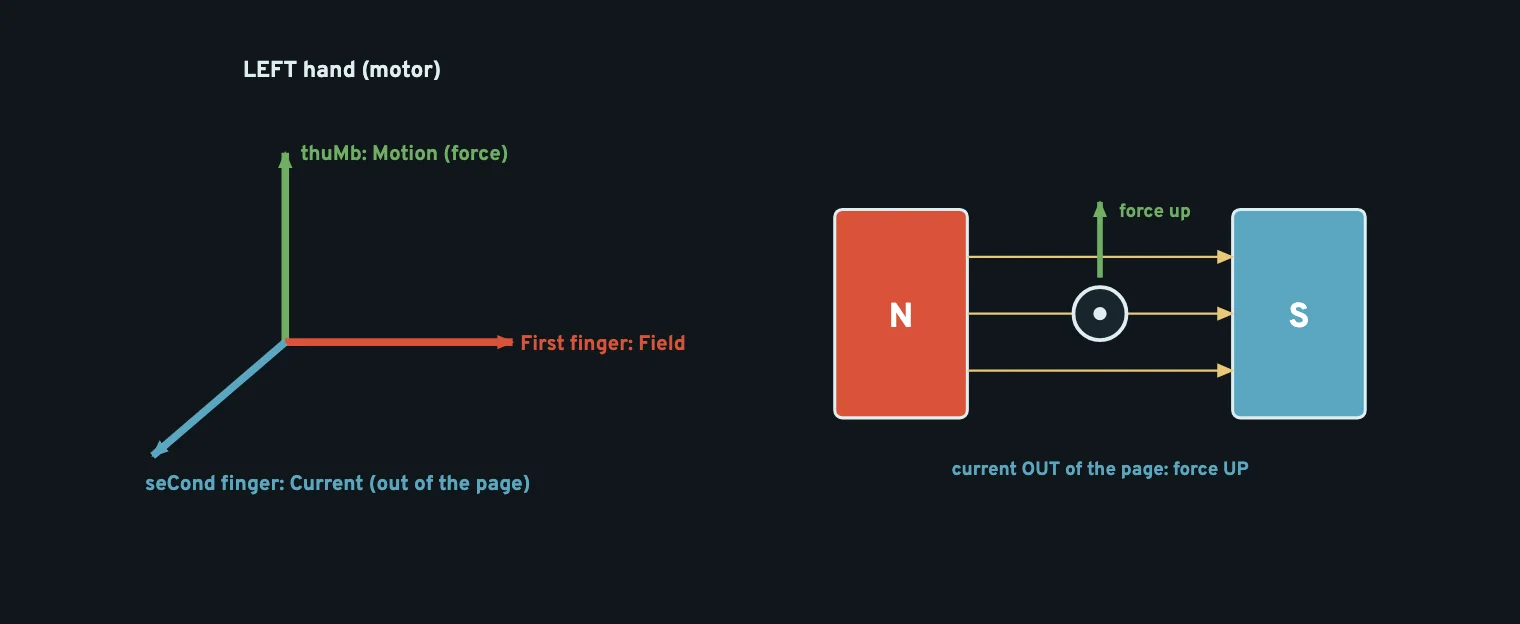 LEFT hand (motor)
thuMb: Motion (force)
First finger: Field
seCond finger: Current (out of the page)
force up
N
S
current OUT of the page: force UP